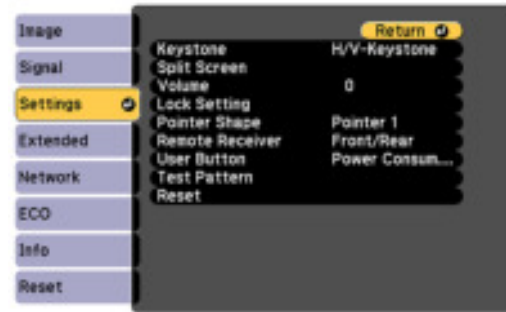 Image
Signal
Settings
Extended
Network
ECO
Info
Reset
Return
Keystone H/V-Keystone
Split Screen
Volume 0
Lock Setting
Pointer Shape Pointer 1
Remote Receiver Front/Rear
User Button Power Consum...
Test Pattern
Reset